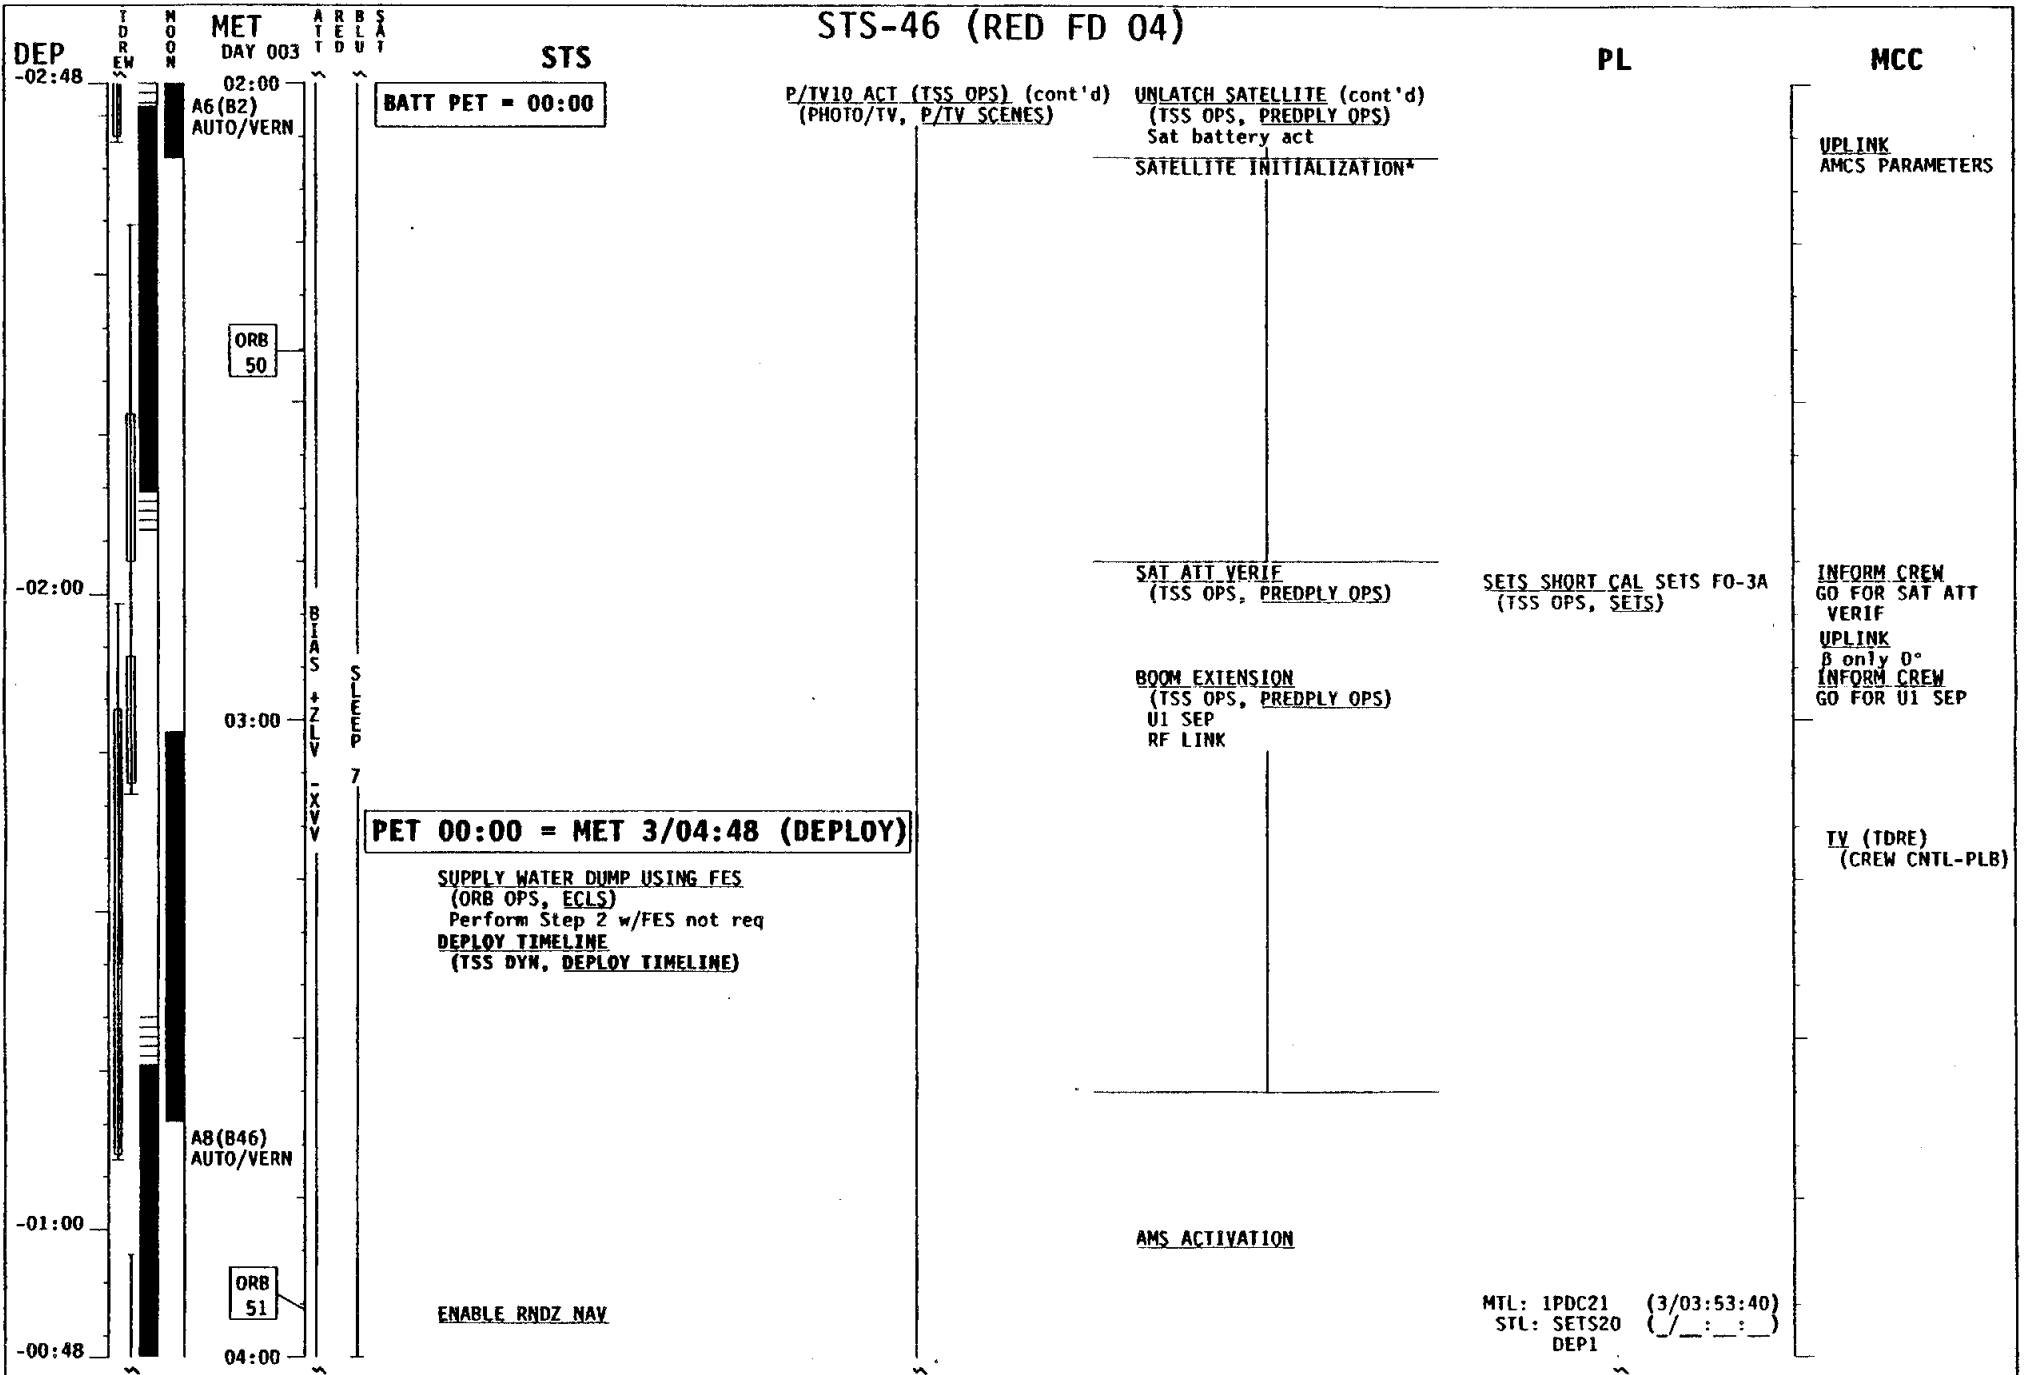 STS-46 (RED FD 04)
DEP
TDRE W
MOON
MET
DAY 003
ATT
RED
BLU
SAT
STS
PL
MCC
-02:48
02:00
A6(B2)
AUTO/VERN
BATT PET = 00:00
P/TV10 ACT (TSS OPS) (cont'd)
(PHOTO/TV, P/TV SCENES)
UNLATCH SATELLITE (cont'd)
(TSS OPS, PREDPLY OPS)
Sat battery act
SATELLITE INITIALIZATION*
UPLINK
AMCS PARAMETERS
ORB
50
-02:00
SAT ATT VERIF
(TSS OPS, PREDPLY OPS)
SETS SHORT CAL SETS FO-3A
(TSS OPS, SETS)
INFORM CREW
GO FOR SAT ATT
VERIF
UPLINK
β only 0°
INFORM CREW
GO FOR U1 SEP
BIAS +ZLV -XVV
SLEEP 7
BOOM EXTENSION
(TSS OPS, PREDPLY OPS)
U1 SEP
RF LINK
03:00
PET 00:00 = MET 3/04:48 (DEPLOY)
TV (TDRE)
(CREW CNTL-PLB)
SUPPLY WATER DUMP USING FES
(ORB OPS, ECLS)
Perform Step 2 w/FES not req
DEPLOY TIMELINE
(TSS DYN, DEPLOY TIMELINE)
A8(B46)
AUTO/VERN
-01:00
AMS ACTIVATION
ORB
51
ENABLE RNDZ NAV
MTL: 1PDC21 (3/03:53:40)
STL: SETS20 (_/__:__:__)
DEP1
-00:48
04:00